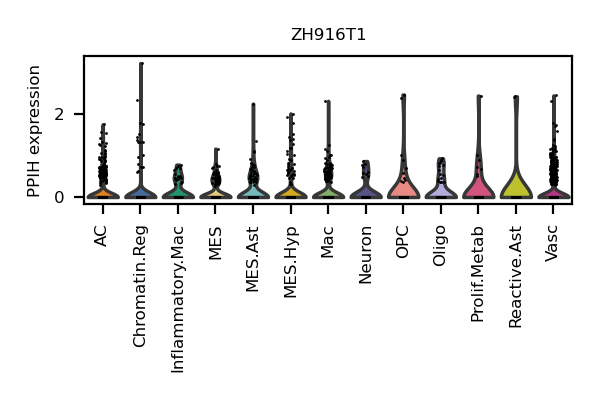 ZH916T1
PPIH expression
2
0
AC
Chromatin.Reg
Inflammatory.Mac
MES
MES.Ast
MES.Hyp
Mac
Neuron
OPC
Oligo
Prolif.Metab
Reactive.Ast
Vasc